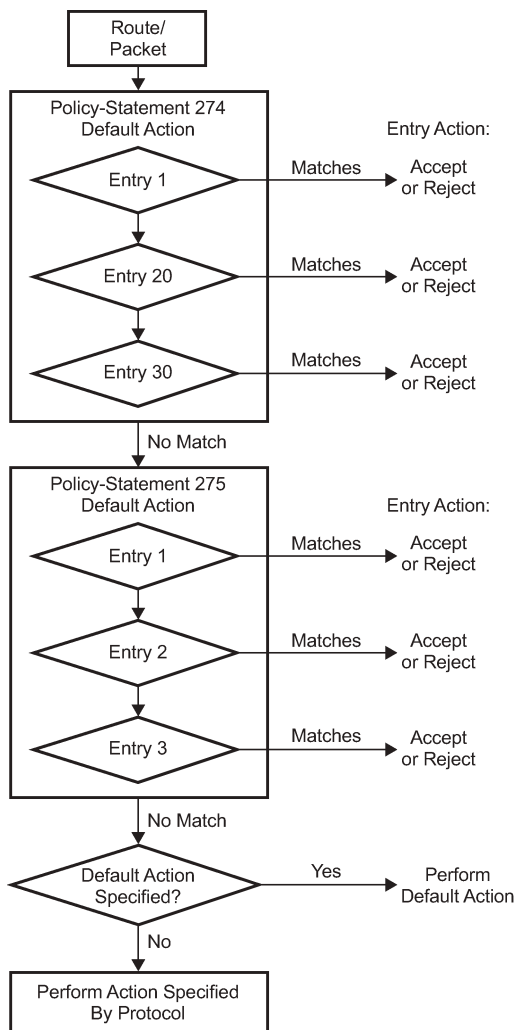 Route/
Packet
Policy-Statement 274
Default Action
Entry Action:
Entry 1
Matches
Accept
or Reject
Entry 20
Matches
Accept
or Reject
Entry 30
Matches
Accept
or Reject
No Match
Policy-Statement 275
Default Action
Entry Action:
Entry 1
Matches
Accept
or Reject
Entry 2
Matches
Accept
or Reject
Entry 3
Matches
Accept
or Reject
No Match
Default Action
Specified?
Yes
Perform
Default Action
No
Perform Action Specified
By Protocol